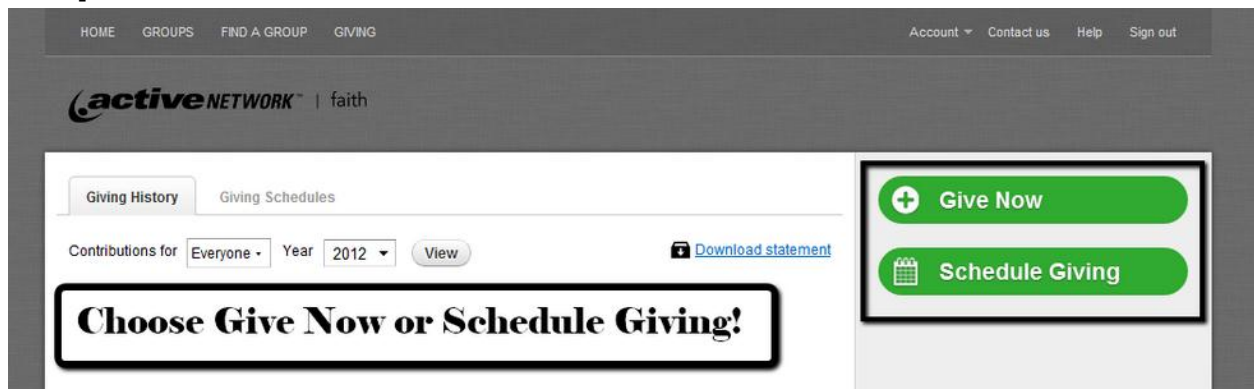 HOME GROUPS FIND A GROUP GIVING Account Contact us Help Sign out
active NETWORK™ | faith
Giving History Giving Schedules
Give Now
Contributions for Everyone Year 2012 View Download statement
Schedule Giving
Choose Give Now or Schedule Giving!